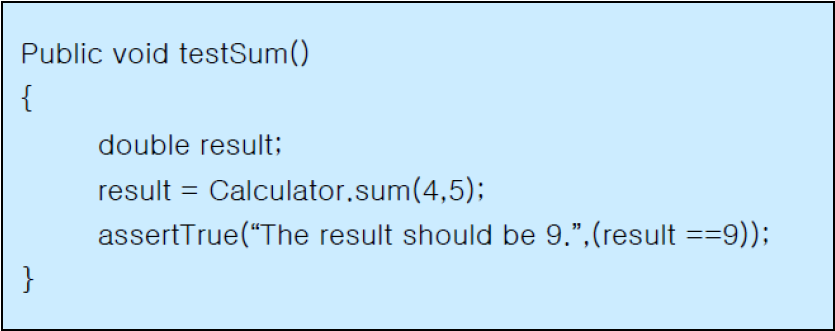 Public void testSum()
{
double result;
result = Calculator.sum(4,5);
assertTrue(“The result should be 9.”,(result ==9));
}